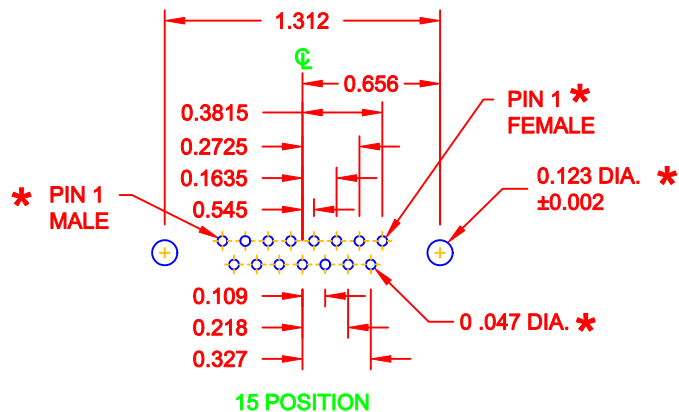 1.312
℄
0.656
0.3815
PIN 1 *
FEMALE
0.2725
0.1635
0.123 DIA. *
±0.002
* PIN 1
MALE
0.545
0.109
0.218
0 .047 DIA. *
0.327
15 POSITION